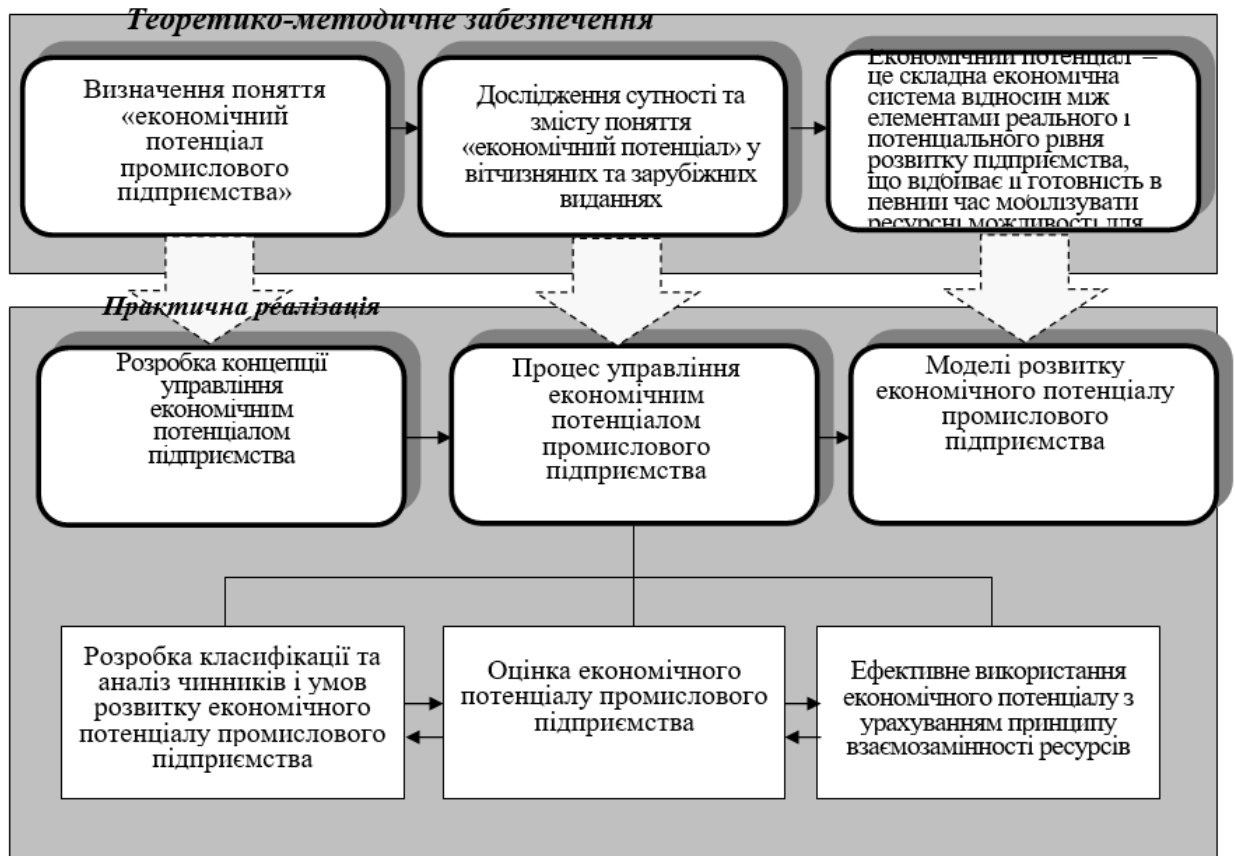 Теоретико-методичне забезпечення
Визначення поняття
«економічний
потенціал
промислового
підприємства»
Дослідження сутності та
змісту поняття
«економічний потенціал» у
вітчизняних та зарубіжних
виданнях
Економічний потенціал –
це складна економічна
система відносин між
елементами реального і
потенціального рівня
розвитку підприємства,
що відбиває її готовність в
певний час мобілізувати
ресурсні можливості для
Практична реалізація
Розробка концепції
управління
економічним
потенціалом
підприємства
Процес управління
економічним
потенціалом
промислового
підприємства
Моделі розвитку
економічного потенціалу
промислового
підприємства
Розробка класифікації та
аналіз чинників і умов
розвитку економічного
потенціалу промислового
підприємства
Оцінка економічного
потенціалу промислового
підприємства
Ефективне використання
економічного потенціалу з
урахуванням принципу
взаємозамінності ресурсів